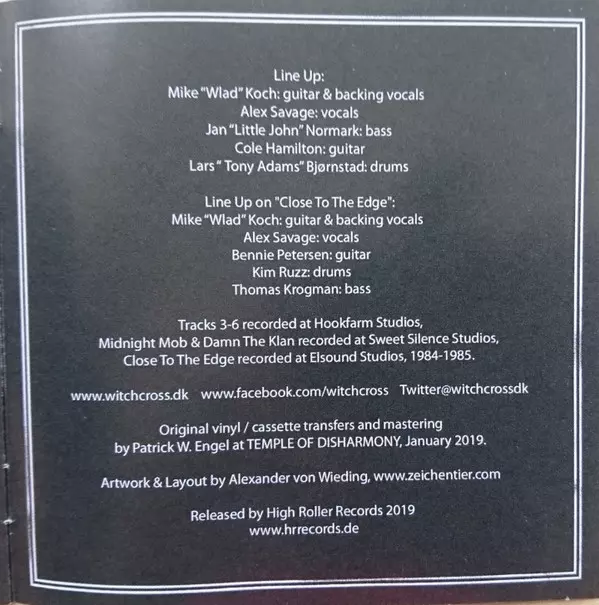 Line Up:
Mike "Wlad" Koch: guitar & backing vocals
Alex Savage: vocals
Jan "Little John" Normark: bass
Cole Hamilton: guitar
Lars " Tony Adams" Bjørnstad: drums
Line Up on "Close To The Edge":
Mike "Wlad" Koch: guitar & backing vocals
Alex Savage: vocals
Bennie Petersen: guitar
Kim Ruzz: drums
Thomas Krogman: bass
Tracks 3-6 recorded at Hookfarm Studios,
Midnight Mob & Damn The Klan recorded at Sweet Silence Studios,
Close To The Edge recorded at Elsound Studios, 1984-1985.
www.witchcross.dk www.facebook.com/witchcross Twitter@witchcrossdk
Original vinyl / cassette transfers and mastering
by Patrick W. Engel at TEMPLE OF DISHARMONY, January 2019.
Artwork & Layout by Alexander von Wieding, www.zeichentier.com
Released by High Roller Records 2019
www.hrrecords.de